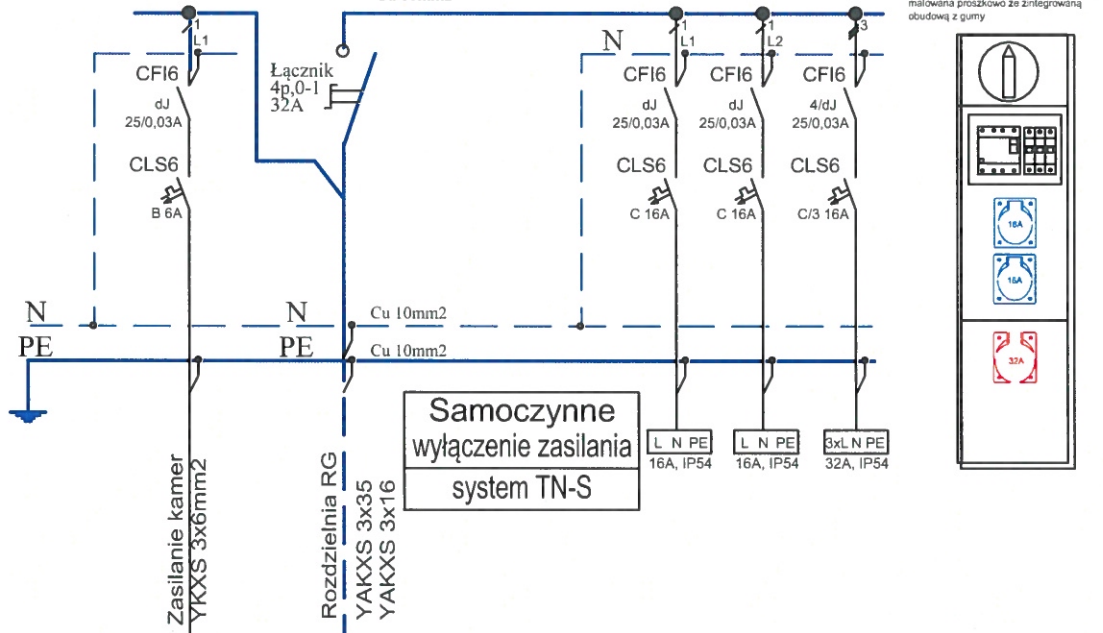 malowana proszkowo ze zintegrowaną
obudową z gumy
1
L1
CFI6
dJ
25/0,03A
CLS6
B 6A
Łącznik
4p,0-1
32A
N
1
L1
CFI6
dJ
25/0,03A
CLS6
C 16A
1
L2
CFI6
dJ
25/0,03A
CLS6
C 16A
3
CFI6
4/dJ
25/0,03A
CLS6
C/3 16A
16A
16A
32A
N
N
Cu 10mm2
PE
PE
Cu 10mm2
Samoczynne
wyłączenie zasilania
system TN-S
L N PE
16A, IP54
L N PE
16A, IP54
3xL N PE
32A, IP54
Zasilanie kamer
YKXS 3x6mm2
Rozdzielnia RG
YAKXS 3x35
YAKXS 3x16